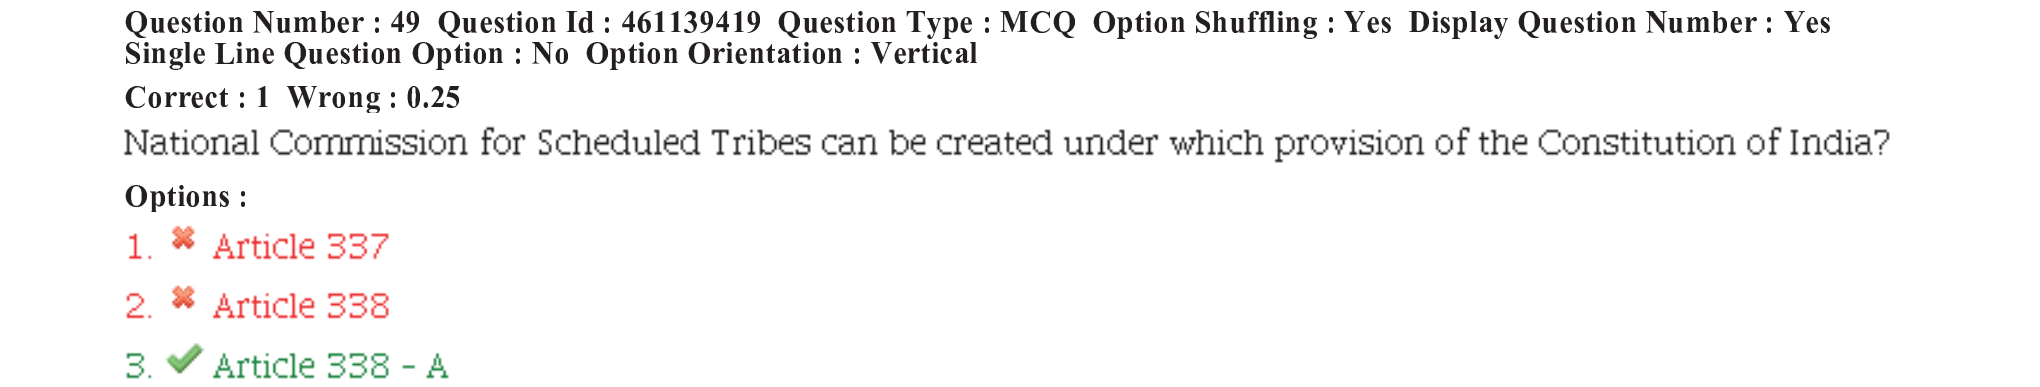 Question Number : 49 Question Id : 461139419 Question Type : MCQ Option Shuffling : Yes Display Question Number : Yes
Single Line Question Option : No Option Orientation : Vertical
Correct : 1 Wrong : 0.25
National Commission for Scheduled Tribes can be created under which provision of the Constitution of India?
Options :
1. Article 337
2. Article 338
3. Article 338 - A